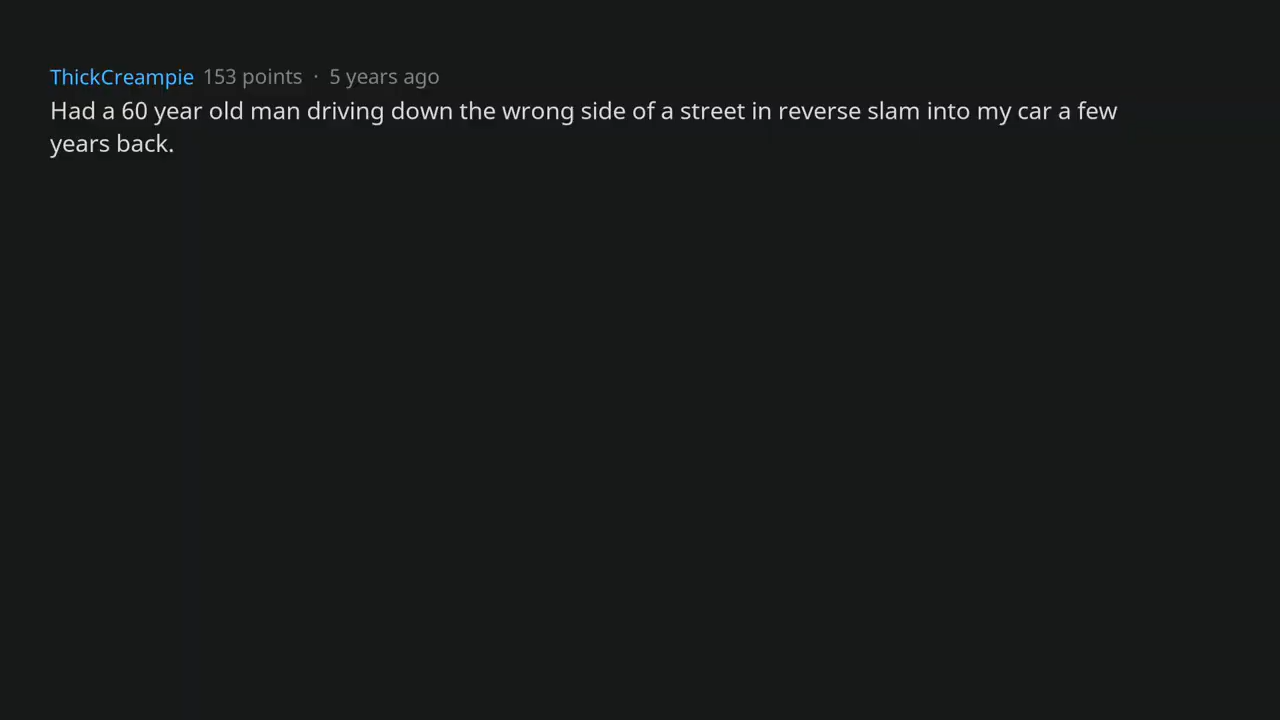 ThickCreampie 153 points · 5 years ago
Had a 60 year old man driving down the wrong side of a street in reverse slam into my car a few
years back.